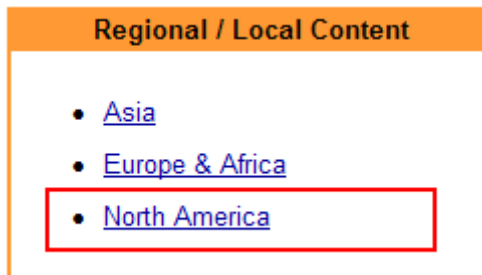 Regional / Local Content
• Asia
• Europe & Africa
• North America